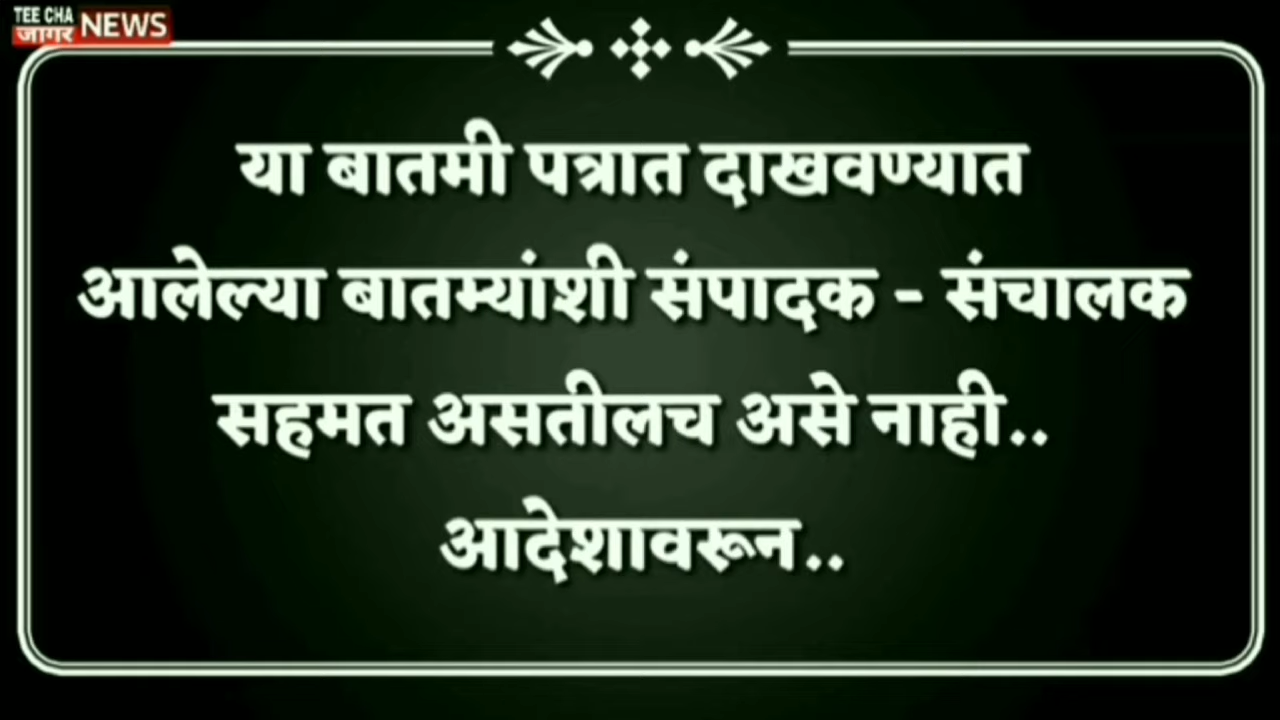 TEE CHA
जागर NEWS
या बातमी पत्रात दाखवण्यात
आलेल्या बातम्यांशी संपादक - संचालक
सहमत असतीलच असे नाही..
आदेशावरून..